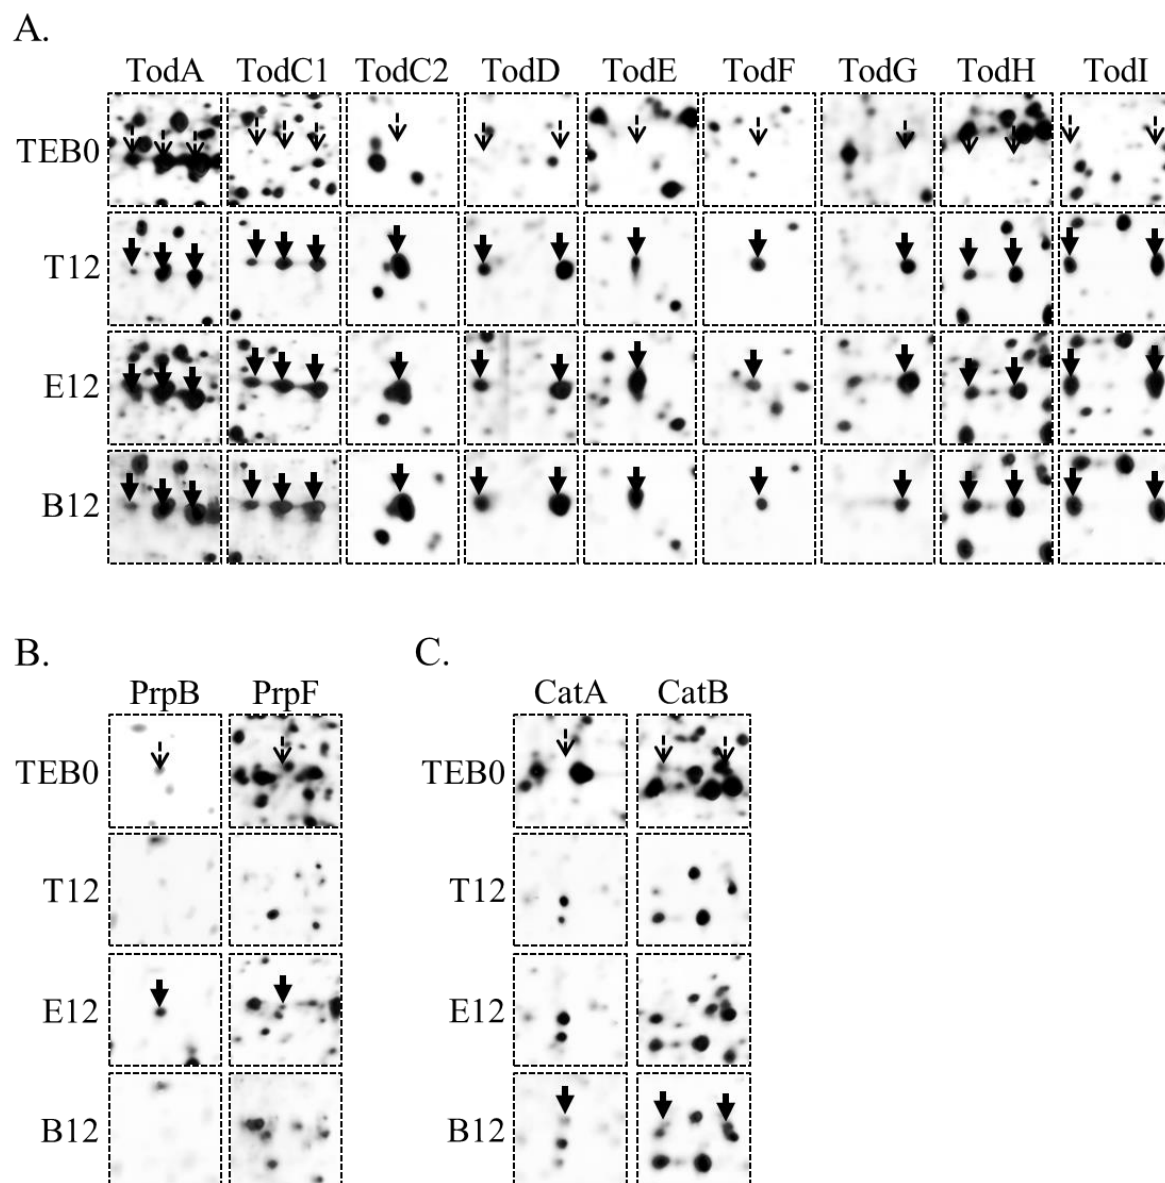 A.
TodA TodC1 TodC2 TodD TodE TodF TodG TodH TodI
TEB0
T12
E12
B12
B.
PrpB PrpF
TEB0
T12
E12
B12
C.
CatA CatB
TEB0
T12
E12
B12